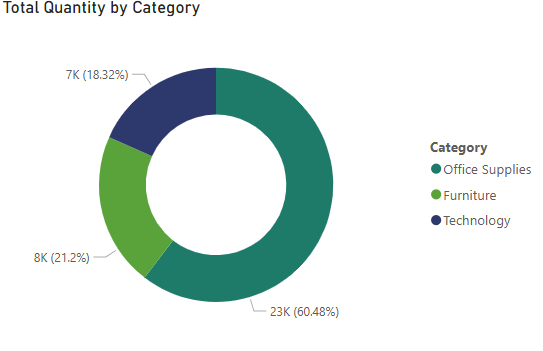 Total Quantity by Category
7K (18.32%)
8K (21.2%)
23K (60.48%)
Category
Office Supplies
Furniture
Technology